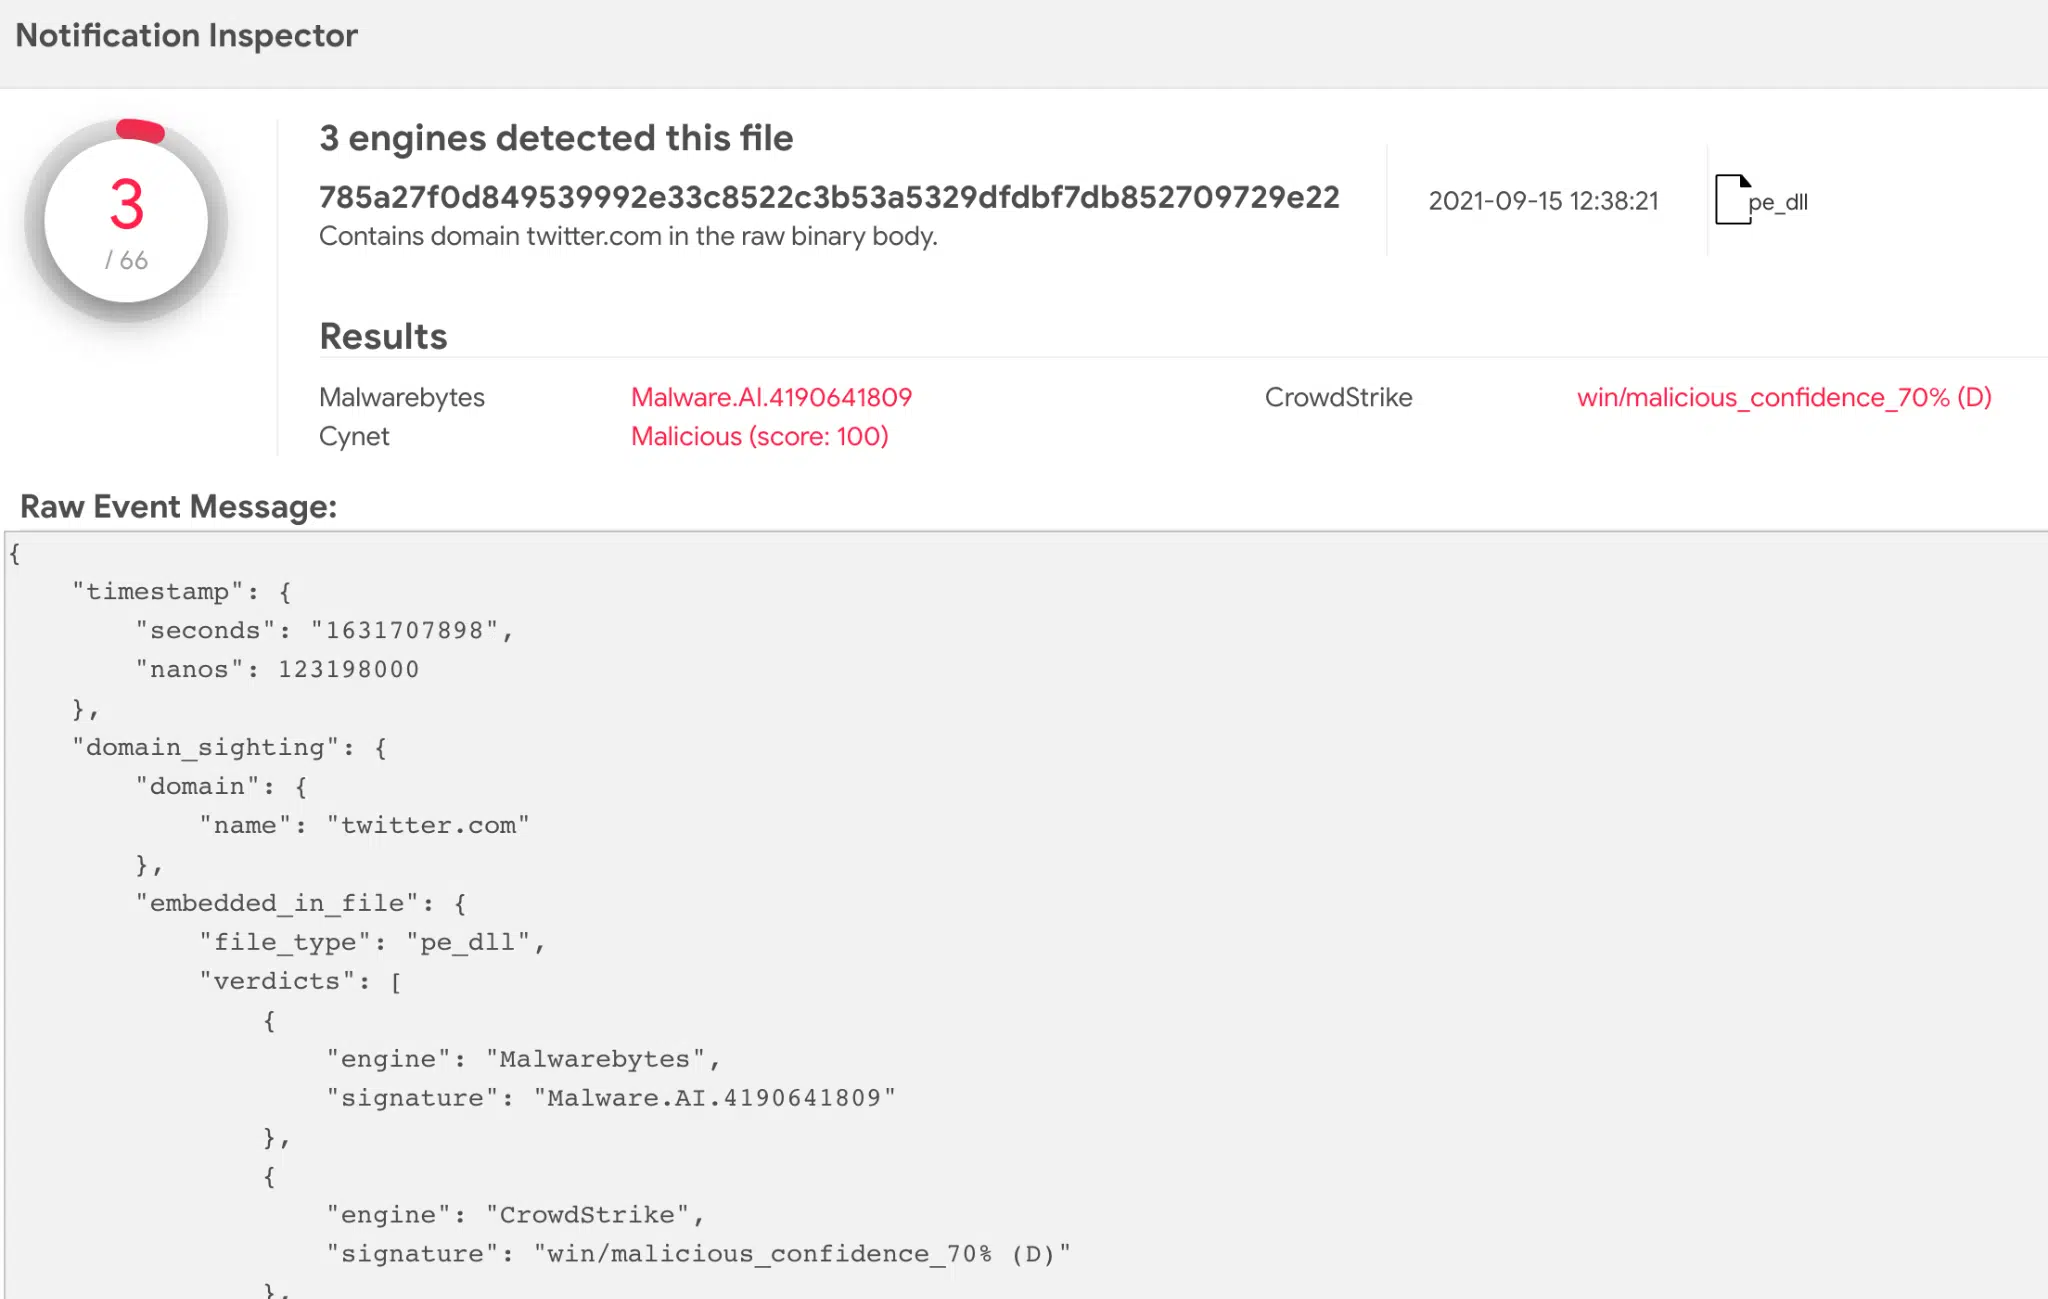 Notification Inspector
3 engines detected this file
785a27f0d849539992e33c8522c3b53a5329dfdbf7db852709729e22
Contains domain twitter.com in the raw binary body.
3
/ 66
2021-09-15 12:38:21
pe_dll
Results
Malwarebytes Malware.AI.4190641809 CrowdStrike win/malicious_confidence_70% (D)
Cynet Malicious (score: 100)
Raw Event Message:
{
    "timestamp": {
        "seconds": "1631707898",
        "nanos": 123198000
    },
    "domain_sighting": {
        "domain": {
            "name": "twitter.com"
        },
        "embedded_in_file": {
            "file_type": "pe_dll",
            "verdicts": [
                {
                    "engine": "Malwarebytes",
                    "signature": "Malware.AI.4190641809"
                },
                {
                    "engine": "CrowdStrike",
                    "signature": "win/malicious_confidence_70% (D)"
                },